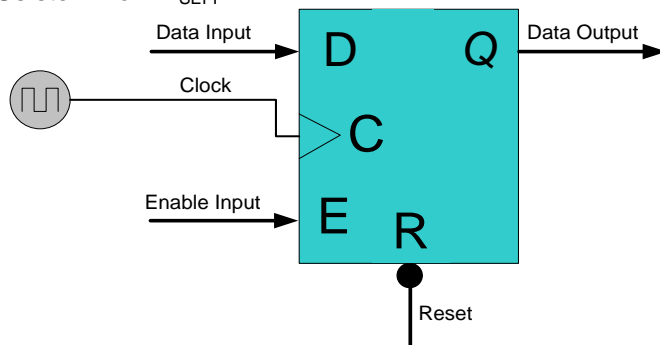 Data Input
D
Q
Data Output
Clock
C
Enable Input
E
R
Reset